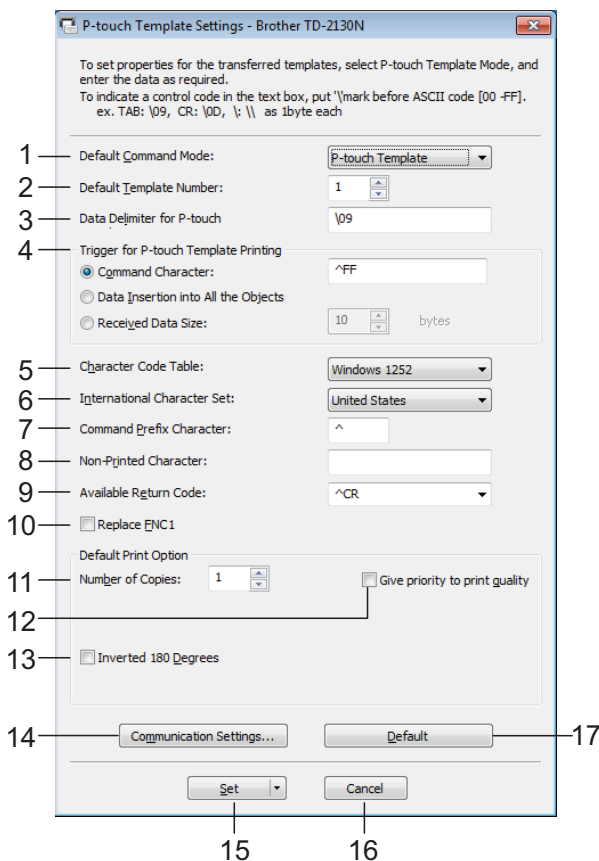 P-touch Template Settings - Brother TD-2130N
To set properties for the transferred templates, select P-touch Template Mode, and
enter the data as required.
To indicate a control code in the text box, put '\'mark before ASCII code [00 -FF].
ex. TAB: \09, CR: \0D, \: \\ as 1byte each
1 Default Command Mode: P-touch Template
2 Default Template Number: 1
3 Data Delimiter for P-touch \09
4 Trigger for P-touch Template Printing
Command Character: ^FF
Data Insertion into All the Objects
Received Data Size: 10 bytes
5 Character Code Table: Windows 1252
6 International Character Set: United States
7 Command Prefix Character: ^
8 Non-Printed Character:
9 Available Return Code: ^CR
10 Replace FNC1
Default Print Option
11 Number of Copies: 1 Give priority to print quality
12
13 Inverted 180 Degrees
14 Communication Settings... Default 17
Set Cancel
15 16